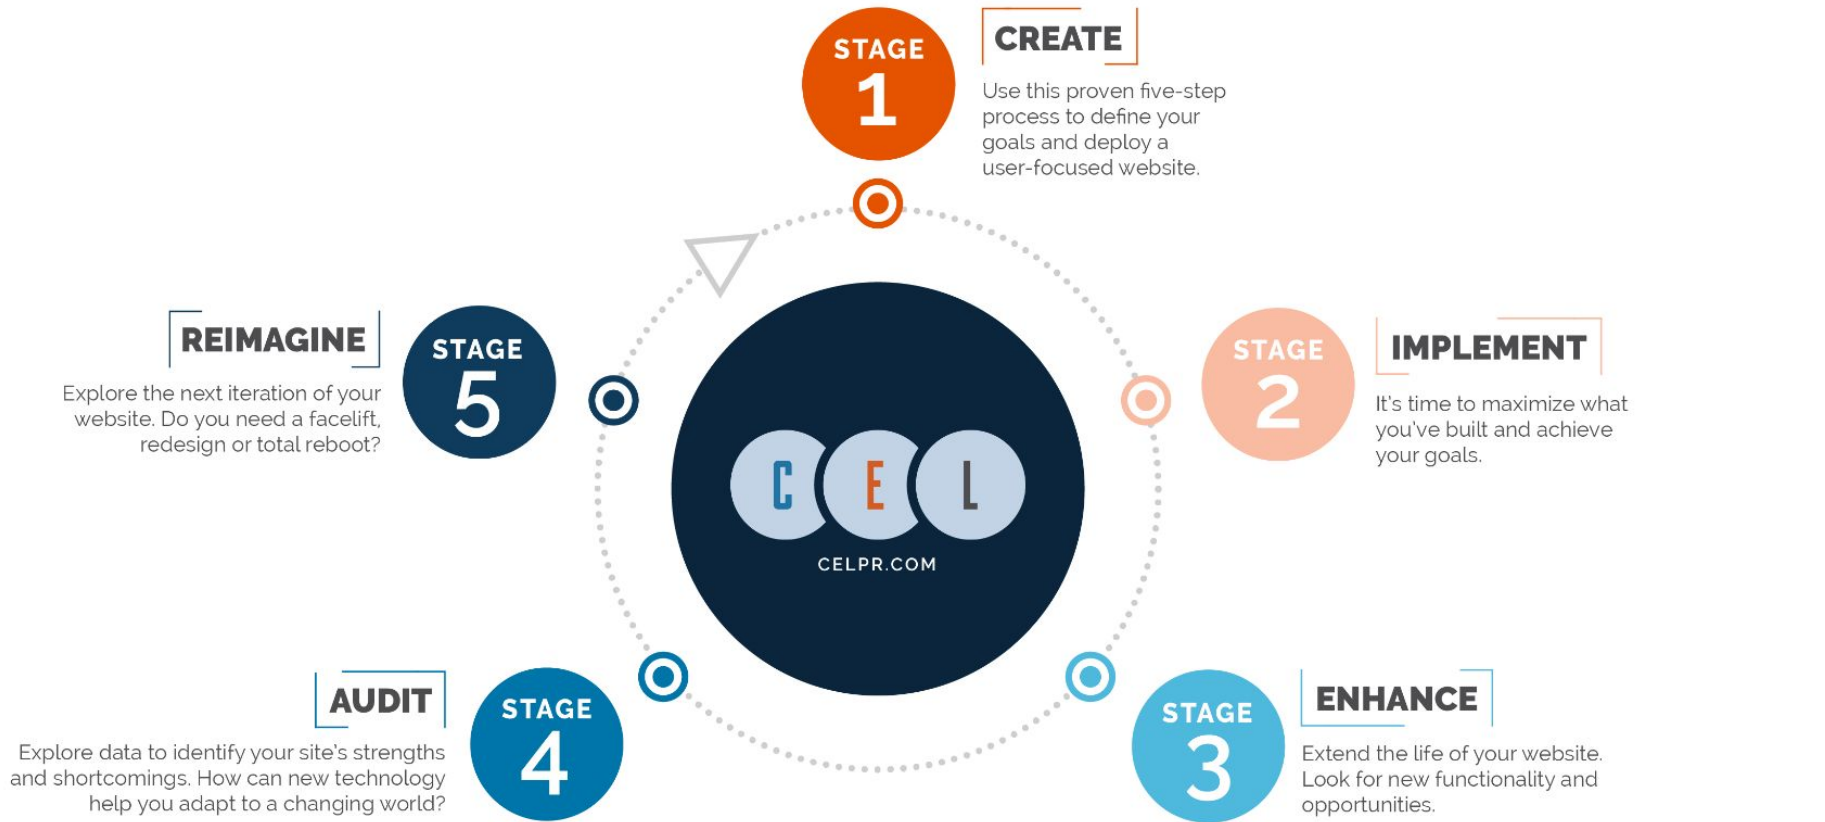 STAGE
1
CREATE
Use this proven five-step
process to define your
goals and deploy a
user-focused website.
STAGE
2
IMPLEMENT
It's time to maximize what
you've built and achieve
your goals.
STAGE
3
ENHANCE
Extend the life of your website.
Look for new functionality and
opportunities.
STAGE
4
AUDIT
Explore data to identify your site's strengths
and shortcomings. How can new technology
help you adapt to a changing world?
STAGE
5
REIMAGINE
Explore the next iteration of your
website. Do you need a facelift,
redesign or total reboot?
C E L
CELPR.COM